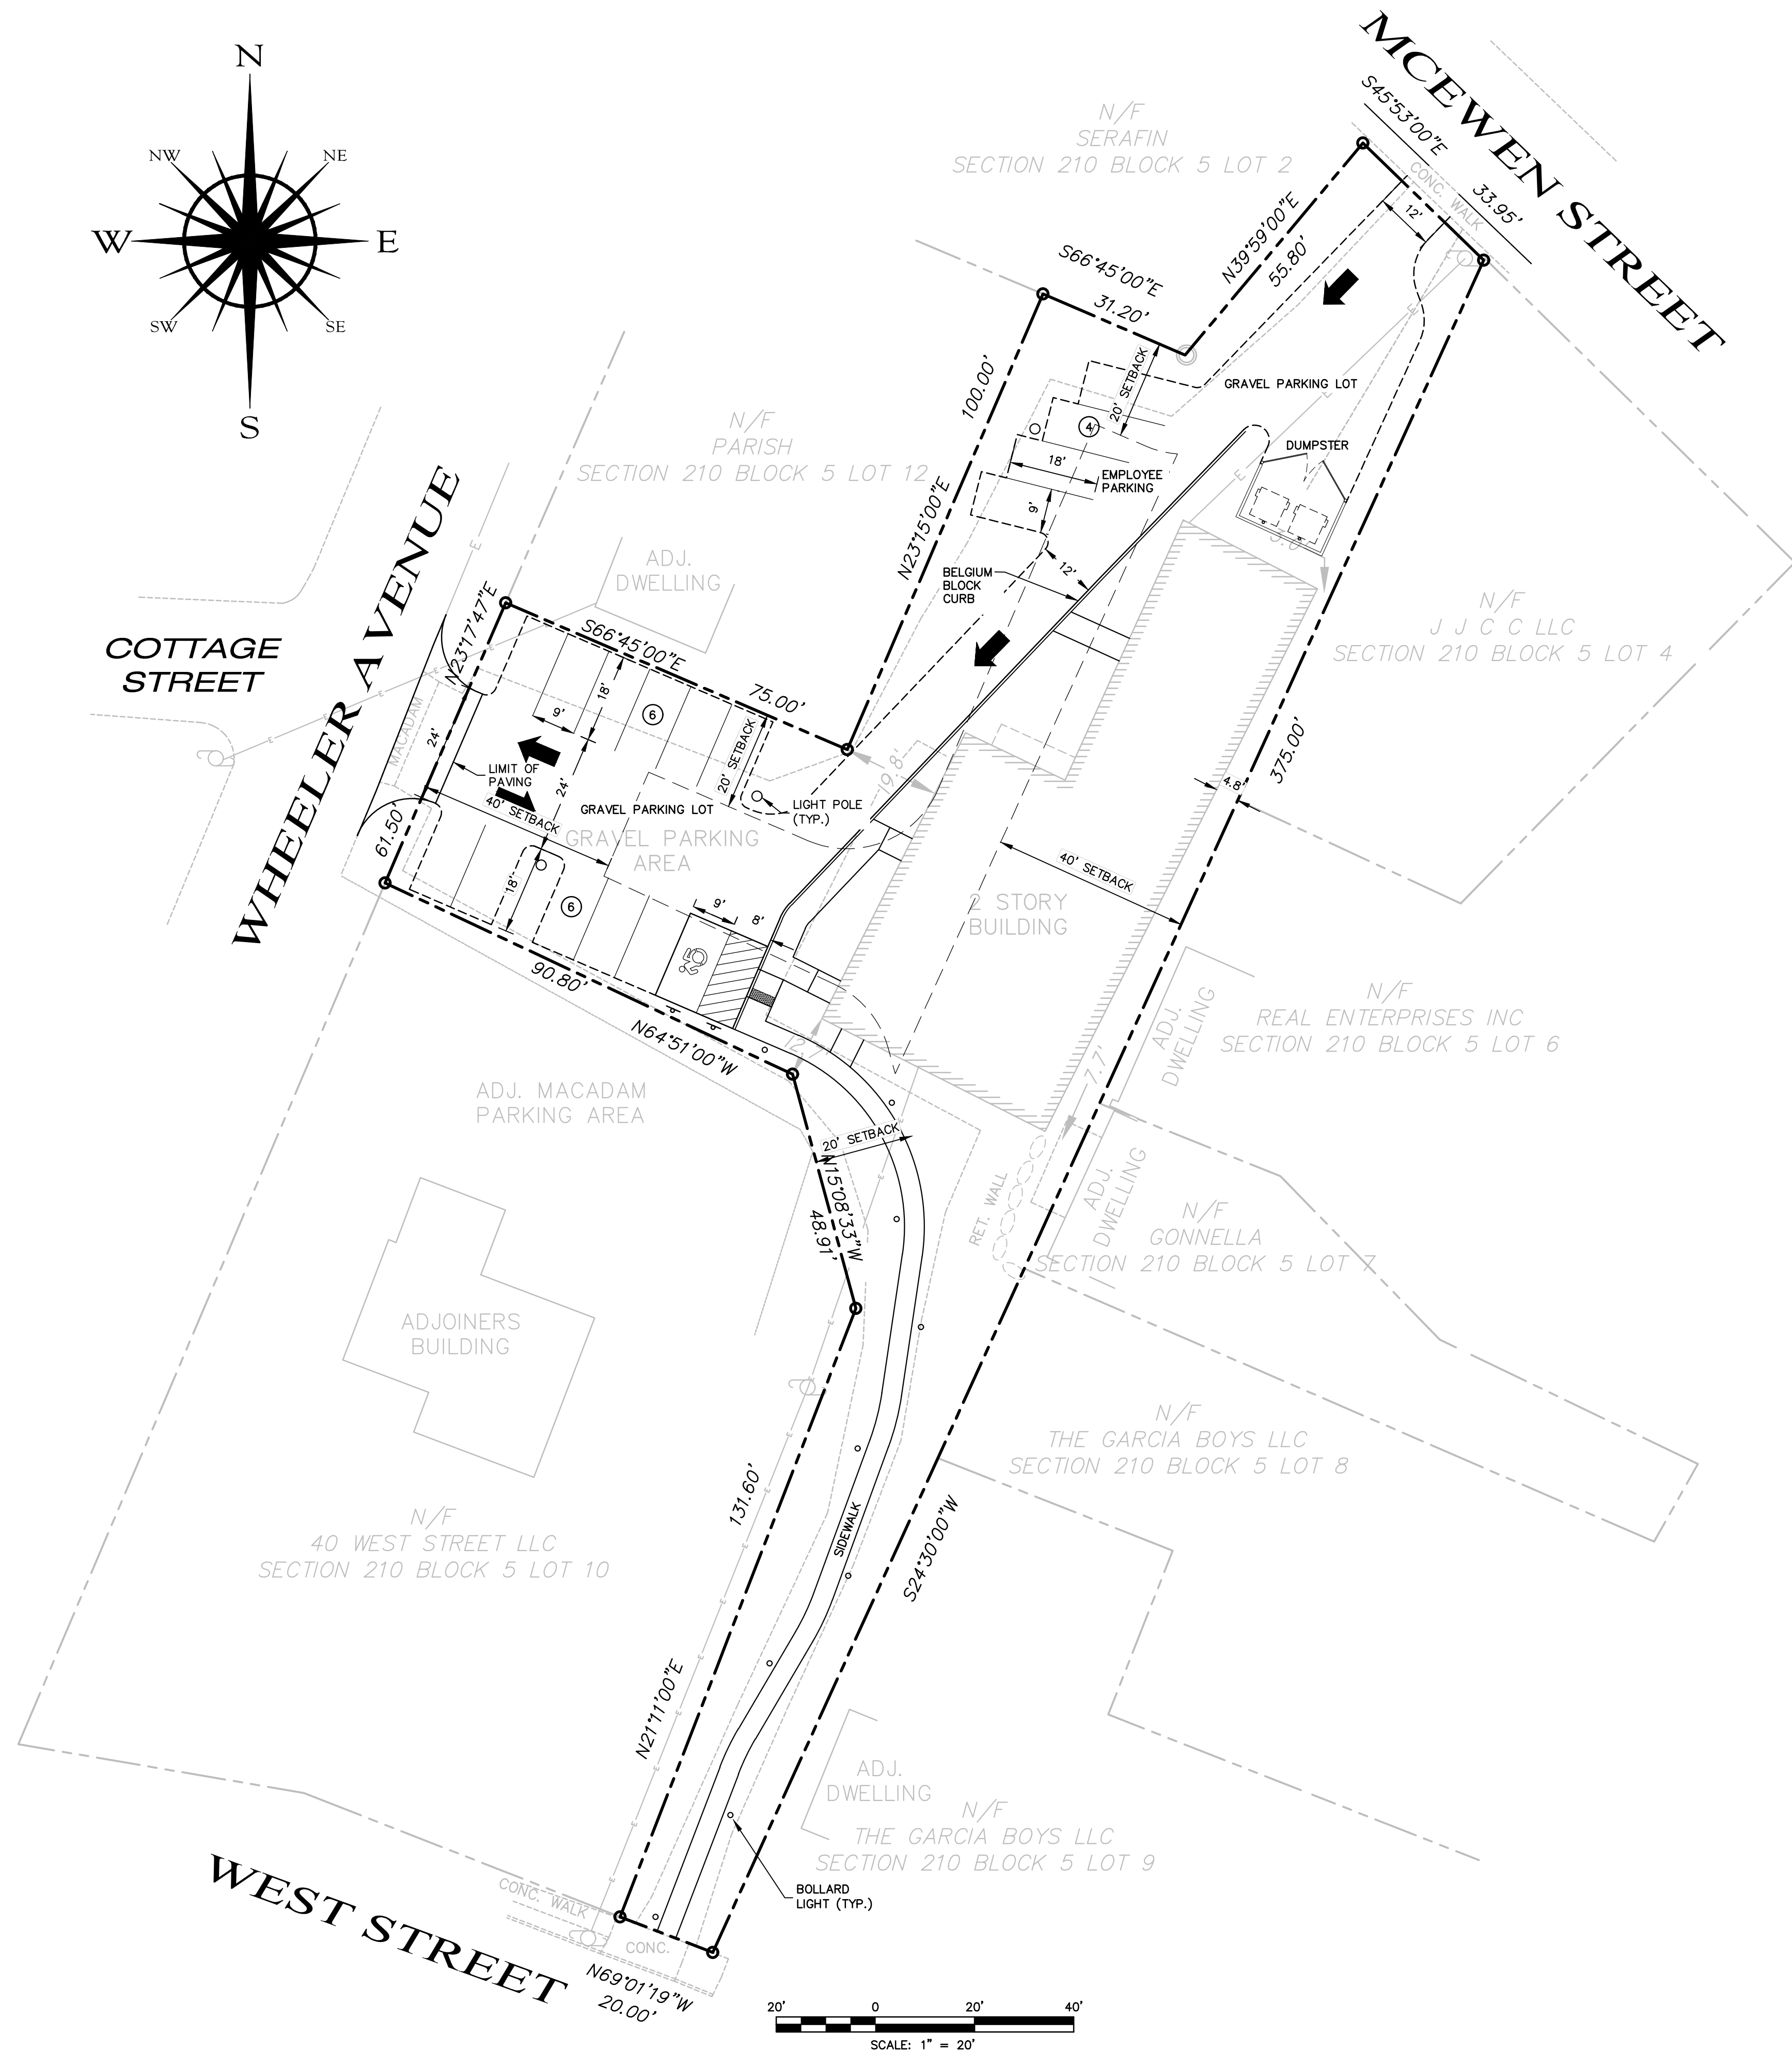 N
NW
NE
W
E
SW
SE
S
MCEWEN STREET
S45°53'00"E
33.95'
CONC. WALK
12'
N/F
SERAFIN
SECTION 210 BLOCK 5 LOT 2
N39°59'00"E
55.80'
S66°45'00"E
31.20'
100.00'
N23°15'00"E
20' SETBACK
GRAVEL PARKING LOT
4
18'
EMPLOYEE
PARKING
9'
12'
DUMPSTER
BELGIUM
BLOCK
CURB
N/F
PARISH
SECTION 210 BLOCK 5 LOT 12
ADJ.
DWELLING
WHEELER AVENUE
COTTAGE
STREET
N23°17'47"E
61.50'
MACADAM
24'
S66°45'00"E
75.00'
18'
9'
6
20' SETBACK
LIMIT OF
PAVING
40' SETBACK
24'
GRAVEL PARKING LOT
LIGHT POLE
(TYP.)
GRAVEL PARKING
AREA
18'
6
9'
8'
19.8'
90.80'
N64°51'00"W
N/F
J J C C LLC
SECTION 210 BLOCK 5 LOT 4
375.00'
4.8'
40' SETBACK
2 STORY
BUILDING
N/F
REAL ENTERPRISES INC
SECTION 210 BLOCK 5 LOT 6
ADJ.
DWELLING
7.7'
ADJ. MACADAM
PARKING AREA
20' SETBACK
N15°08'33"W
48.91'
RET. WALL
ADJ.
DWELLING
N/F
GONNELLA
SECTION 210 BLOCK 5 LOT 7
ADJOINERS
BUILDING
N/F
THE GARCIA BOYS LLC
SECTION 210 BLOCK 5 LOT 8
131.60'
N21°11'00"E
SIDEWALK
S24°30'00"W
N/F
40 WEST STREET LLC
SECTION 210 BLOCK 5 LOT 10
ADJ.
DWELLING
N/F
THE GARCIA BOYS LLC
SECTION 210 BLOCK 5 LOT 9
BOLLARD
LIGHT (TYP.)
WEST STREET
CONC. WALK
CONC.
N69°01'19"W
20.00'
20'
0
20'
40'
SCALE: 1" = 20'